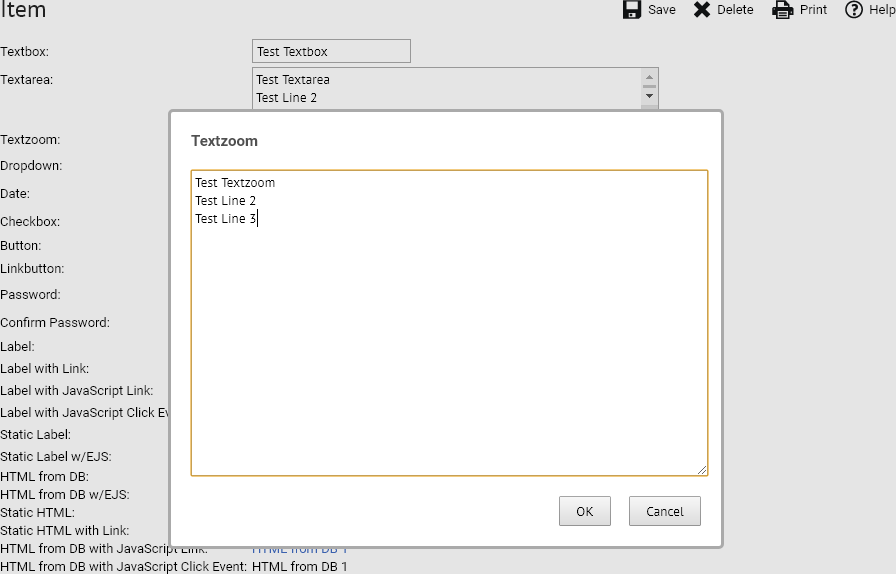 Item
Save
Delete
Print
Help
Textbox: Test Textbox
Textarea: Test Textarea
Test Line 2
Textzoom
Test Textzoom
Test Line 2
Test Line 3
OK
Cancel
Textzoom:
Dropdown:
Date:
Checkbox:
Button:
Linkbutton:
Password:
Confirm Password:
Label:
Label with Link:
Label with JavaScript Link:
Label with JavaScript Click Ev
Static Label:
Static Label w/EJS:
HTML from DB:
HTML from DB w/EJS:
Static HTML:
Static HTML with Link:
HTML from DB with JavaScript Link: HTML from DB 1
HTML from DB with JavaScript Click Event: HTML from DB 1